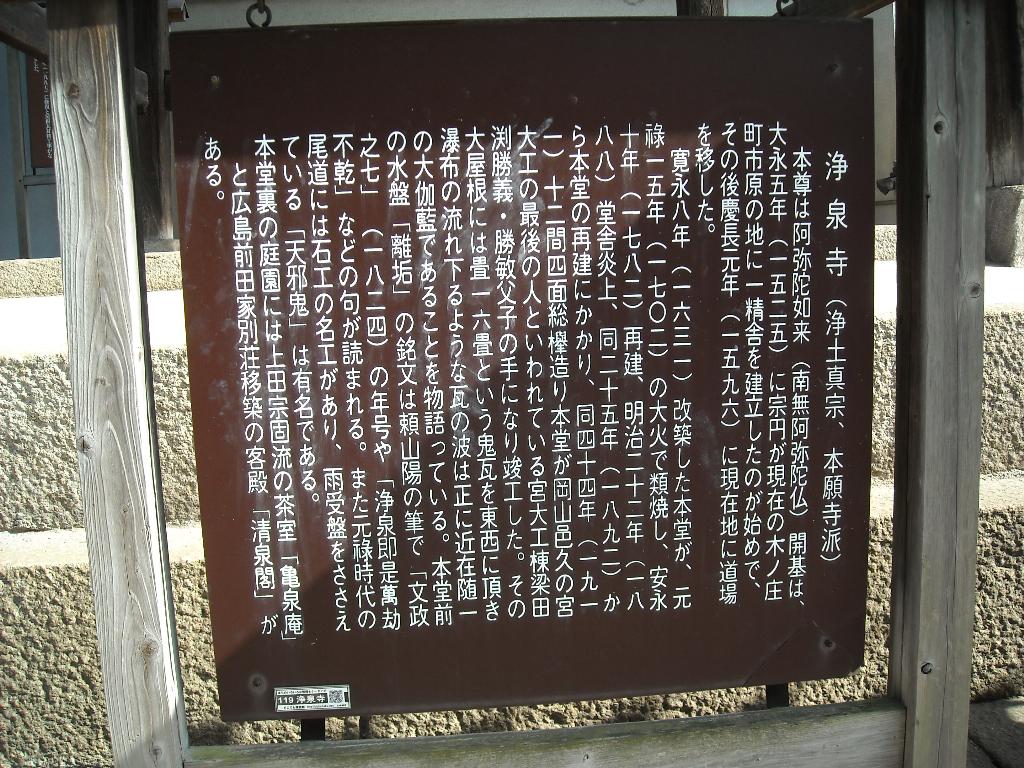 浄泉寺（浄土真宗、本願寺派）
本尊は阿弥陀如来（南無阿弥陀仏）開基は、
大永五年（一五二五）に宗円が現在の木ノ庄
町市原の地に一精舎を建立したのが始めで、
その後慶長元年（一五九六）に現在地に道場
を移した。
寛永八年（一六三一）改築した本堂が、元
祿一五年（一七〇二）の大火で類焼し、安永
十年（一七八二）再建、明治二十二年（一八
八八）堂舎炎上、同二十五年（一八九二）か
ら本堂の再建にかかり、同四十四年（一九一
一）十二間四面総欅造り本堂が岡山邑久の宮
大工の最後の人といわれている宮大工棟梁田
渕勝義・勝敏父子の手になり竣工した。その
大屋根には畳一六畳という鬼瓦を東西に頂き
瀑布の流れ下るような瓦の波は正に近在随一
の大伽藍であることを物語っている。本堂前
の水盤「離垢」の銘文は頼山陽の筆で「文政
之七」（一八二四）の年号や「浄泉即是萬劫
不乾」などの句が読まれる。また元祿時代の
尾道には石工の名工があり、雨受盤をささえ
ている「天邪鬼」は有名である。
本堂裏の庭園には上田宗固流の茶室「亀泉庵」
と広島前田家別荘移築の客殿「清泉閣」が
ある。
119 浄泉寺